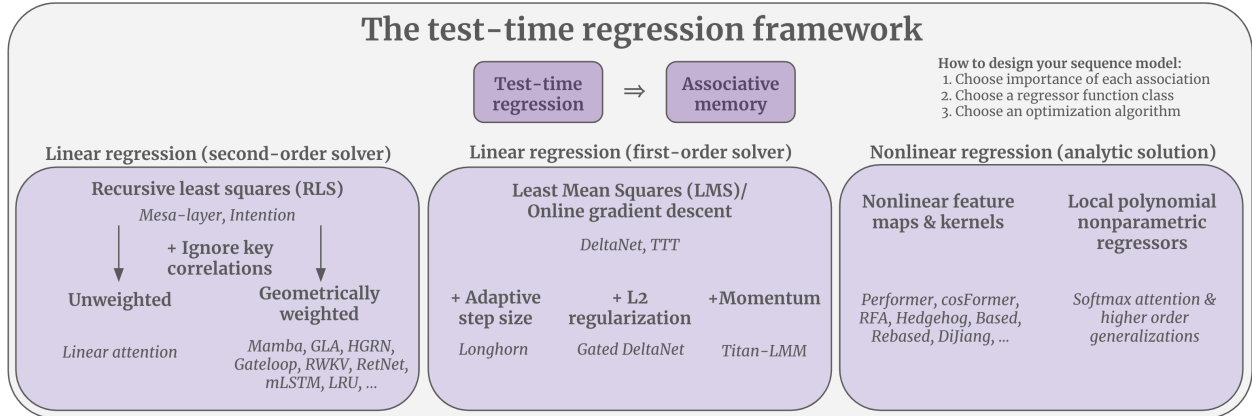 The test-time regression framework
Test-time
regression
⇒
Associative
memory
How to design your sequence model:
1. Choose importance of each association
2. Choose a regressor function class
3. Choose an optimization algorithm
Linear regression (second-order solver)
Recursive least squares (RLS)
Mesa-layer, Intention
+ Ignore key
correlations
Unweighted
Linear attention
Geometrically
weighted
Mamba, GLA, HGRN,
Gateloop, RWKV, RetNet,
mLSTM, LRU, ...
Linear regression (first-order solver)
Least Mean Squares (LMS)/
Online gradient descent
DeltaNet, TTT
+ Adaptive
step size
Longhorn
+ L2
regularization
Gated DeltaNet
+Momentum
Titan-LMM
Nonlinear regression (analytic solution)
Nonlinear feature
maps & kernels
Performer, cosFormer,
RFA, Hedgehog, Based,
Rebased, DiJiang, ...
Local polynomial
nonparametric
regressors
Softmax attention &
higher order
generalizations